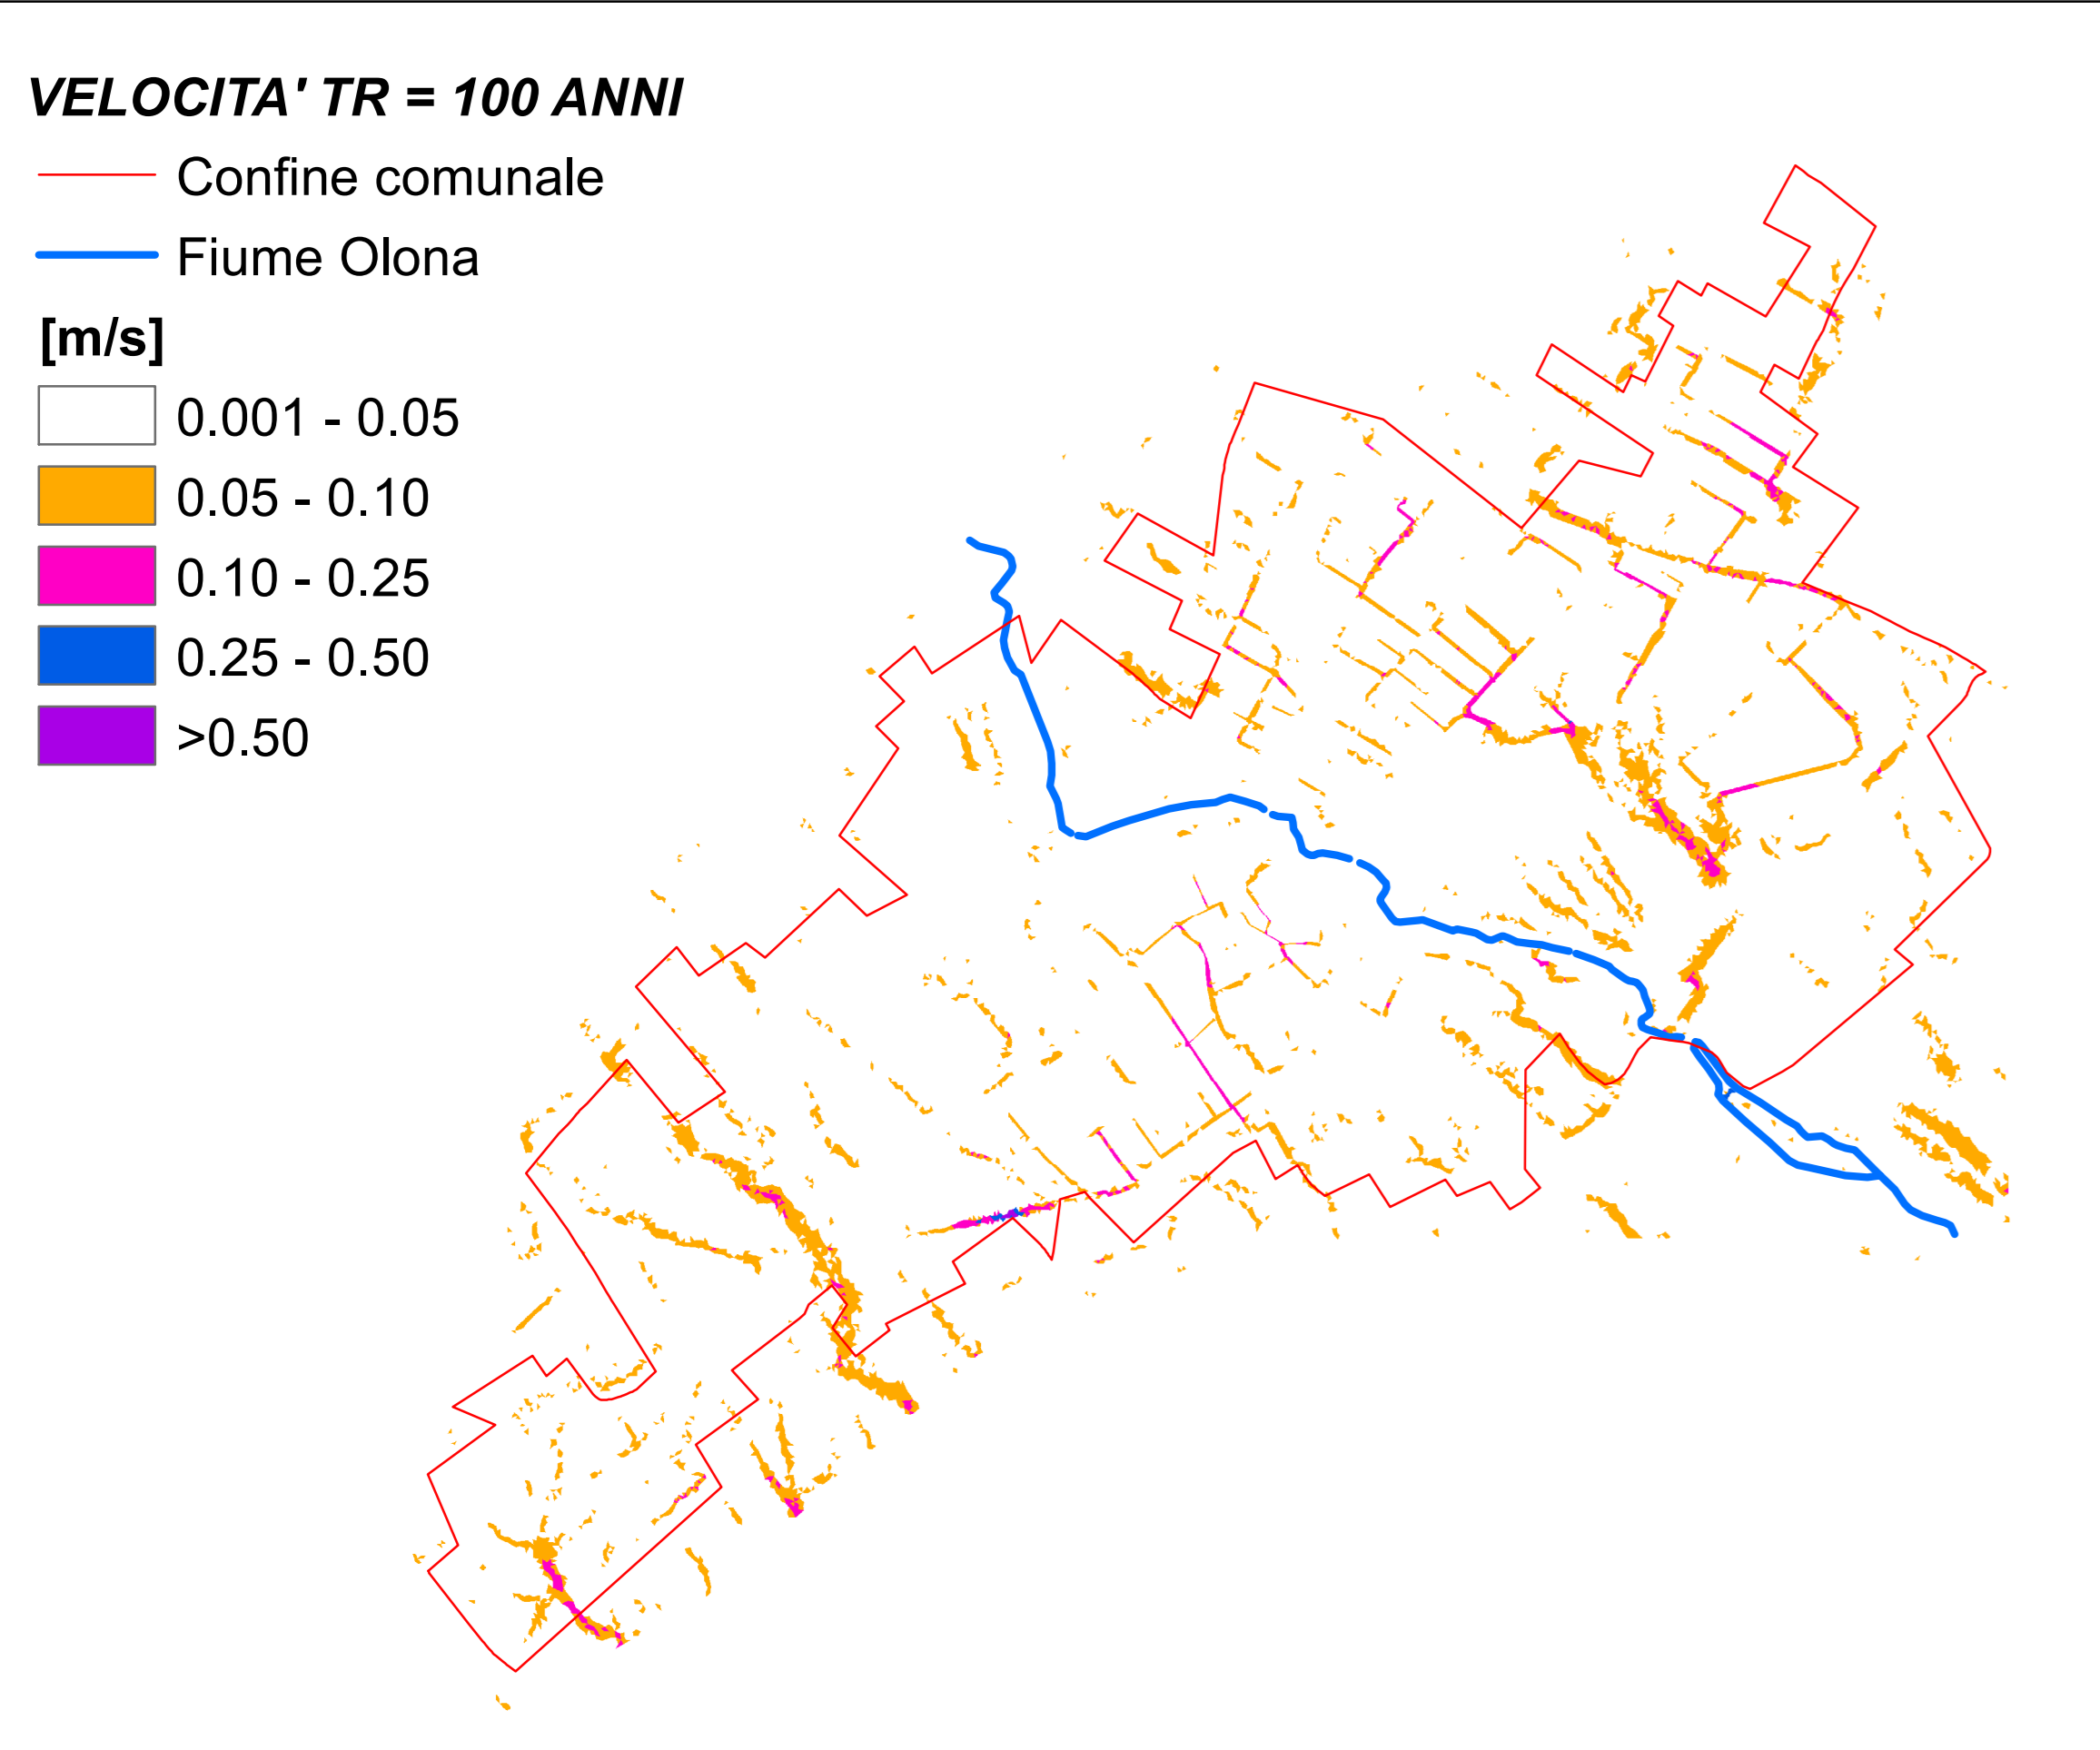 VELOCITA' TR = 100 ANNI
Confine comunale
Fiume Olona
[m/s]
0.001 - 0.05
0.05 - 0.10
0.10 - 0.25
0.25 - 0.50
>0.50